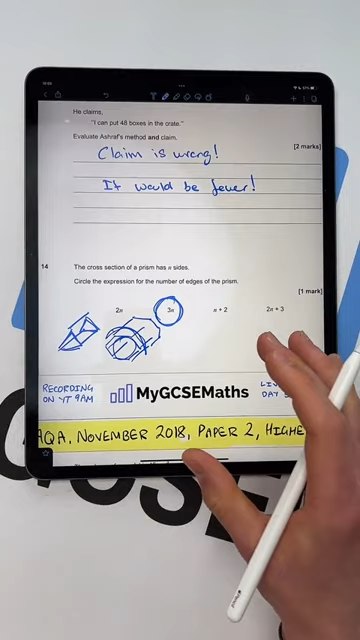 He claims,
"I can put 48 boxes in the crate."
Evaluate Ashraf's method and claim.
[2 marks]
Claim is wrong!
It would be fewer!
14 The cross section of a prism has n sides.
Circle the expression for the number of edges of the prism.
[1 mark]
2n 3n n + 2 2n + 3
RECORDING
ON YT 9AM
MyGCSEMaths
DAY
AQA, NOVEMBER 2018, PAPER 2, HIGHE